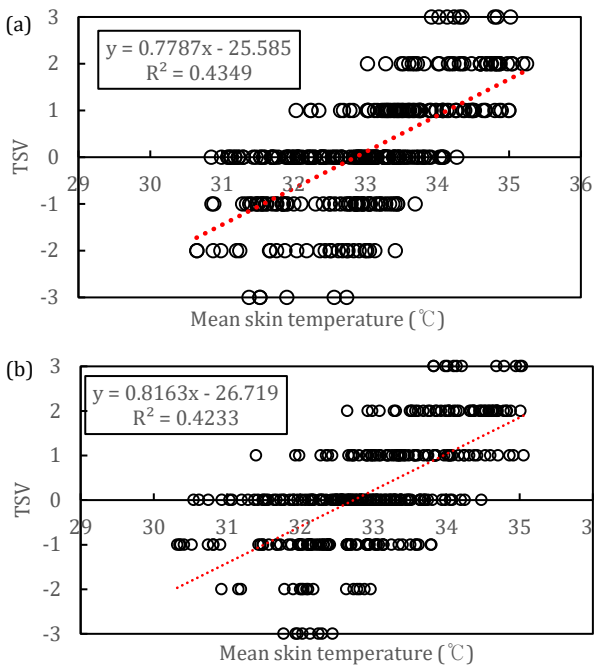 (a)
y = 0.7787x - 25.585
R² = 0.4349
3
2
1
0
-1
-2
-3
29 30 31 32 33 34 35 36
TSV
Mean skin temperature (℃)
(b)
y = 0.8163x - 26.719
R² = 0.4233
3
2
1
0
-1
-2
-3
29 30 31 32 33 34 35 36
TSV
Mean skin temperature (℃)